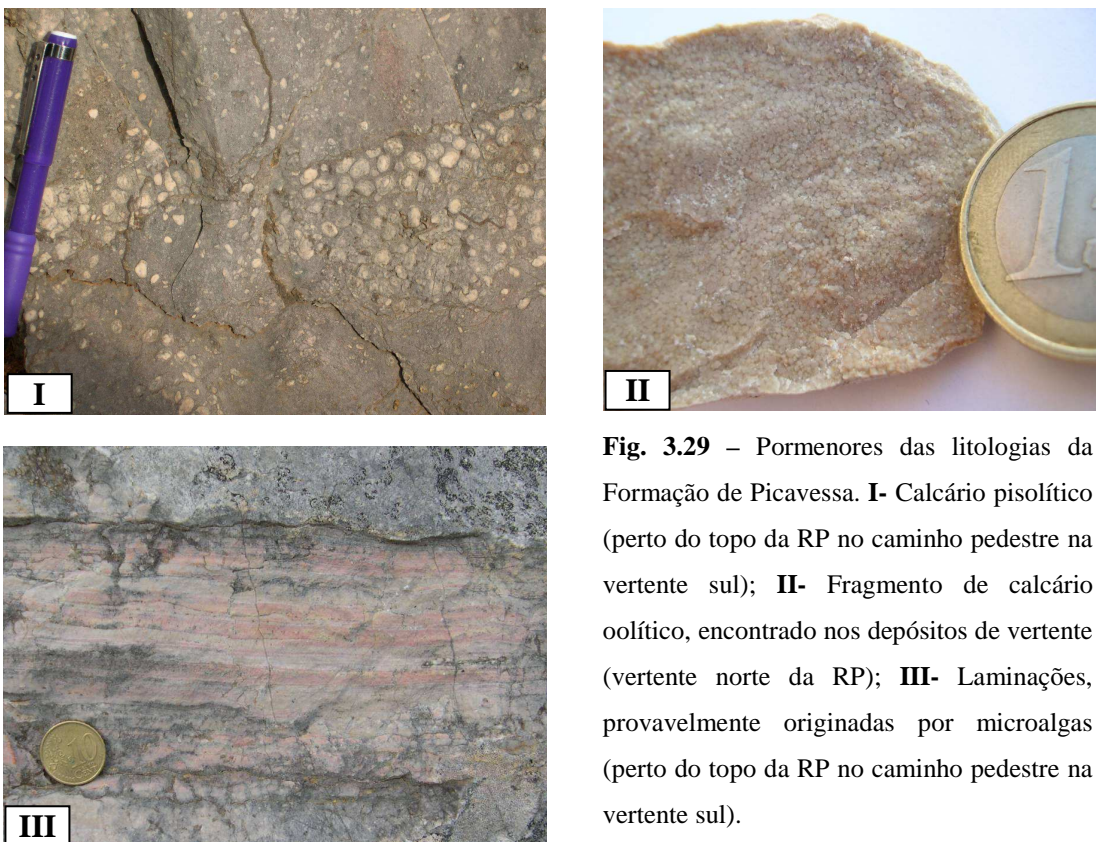 I
II
Fig. 3.29 – Pormenores das litologias da
Formação de Picavessa. I- Calcário pisolítico
(perto do topo da RP no caminho pedestre na
vertente sul); II- Fragmento de calcário
oolítico, encontrado nos depósitos de vertente
(vertente norte da RP); III- Laminações,
provavelmente originadas por microalgas
(perto do topo da RP no caminho pedestre na
vertente sul).
1
10
III